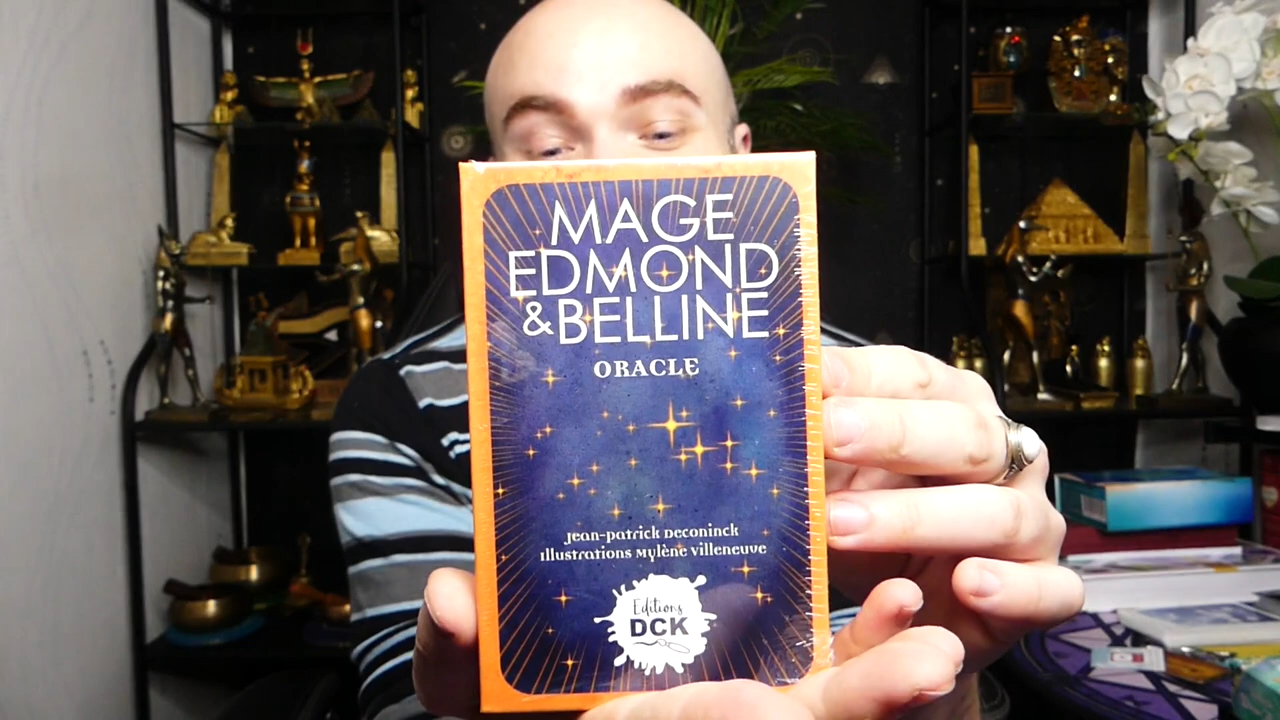 MAGE
EDMOND
&BELLINE
ORACLE
Jean-Patrick Deconinck
Illustrations Mylène Villeneuve
Editions
DCK